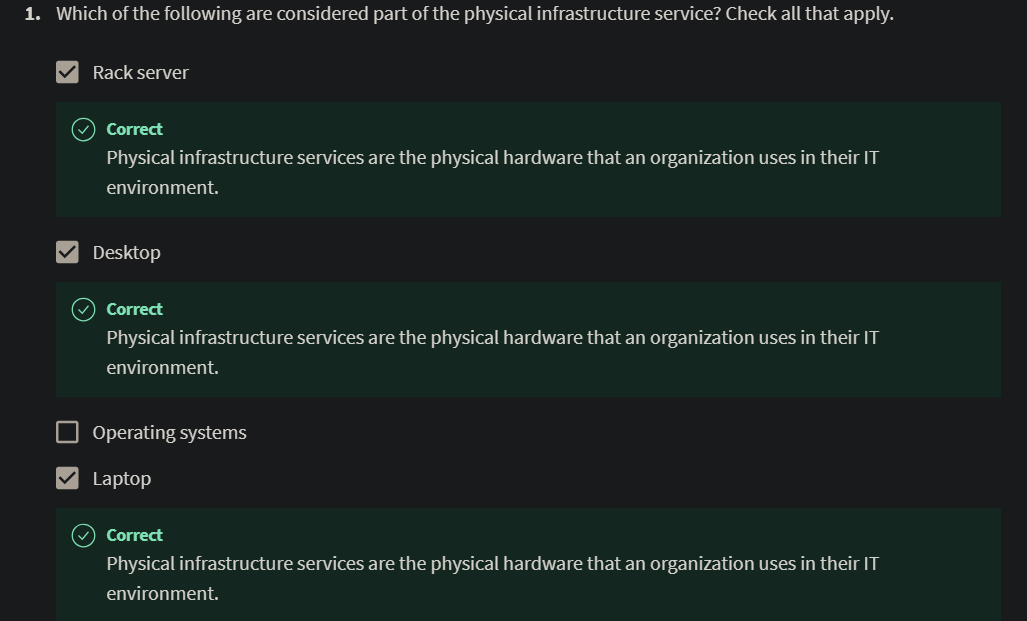 1. Which of the following are considered part of the physical infrastructure service? Check all that apply.
Rack server
Correct
Physical infrastructure services are the physical hardware that an organization uses in their IT
environment.
Desktop
Correct
Physical infrastructure services are the physical hardware that an organization uses in their IT
environment.
Operating systems
Laptop
Correct
Physical infrastructure services are the physical hardware that an organization uses in their IT
environment.